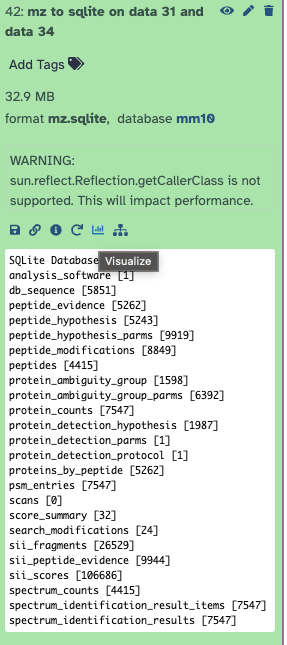 42: mz to sqlite on data 31 and
data 34
Add Tags
32.9 MB
format mz.sqlite, database mm10
WARNING:
sun.reflect.Reflection.getCallerClass is not
supported. This will impact performance.
Visualize
SQLite Database
analysis_software [1]
db_sequence [5851]
peptide_evidence [5262]
peptide_hypothesis [5243]
peptide_hypothesis_parms [9919]
peptide_modifications [8849]
peptides [4415]
protein_ambiguity_group [1598]
protein_ambiguity_group_parms [6392]
protein_counts [7547]
protein_detection_hypothesis [1987]
protein_detection_parms [1]
protein_detection_protocol [1]
proteins_by_peptide [5262]
psm_entries [7547]
scans [0]
score_summary [32]
search_modifications [24]
sii_fragments [26529]
sii_peptide_evidence [9944]
sii_scores [106686]
spectrum_counts [4415]
spectrum_identification_result_items [7547]
spectrum_identification_results [7547]